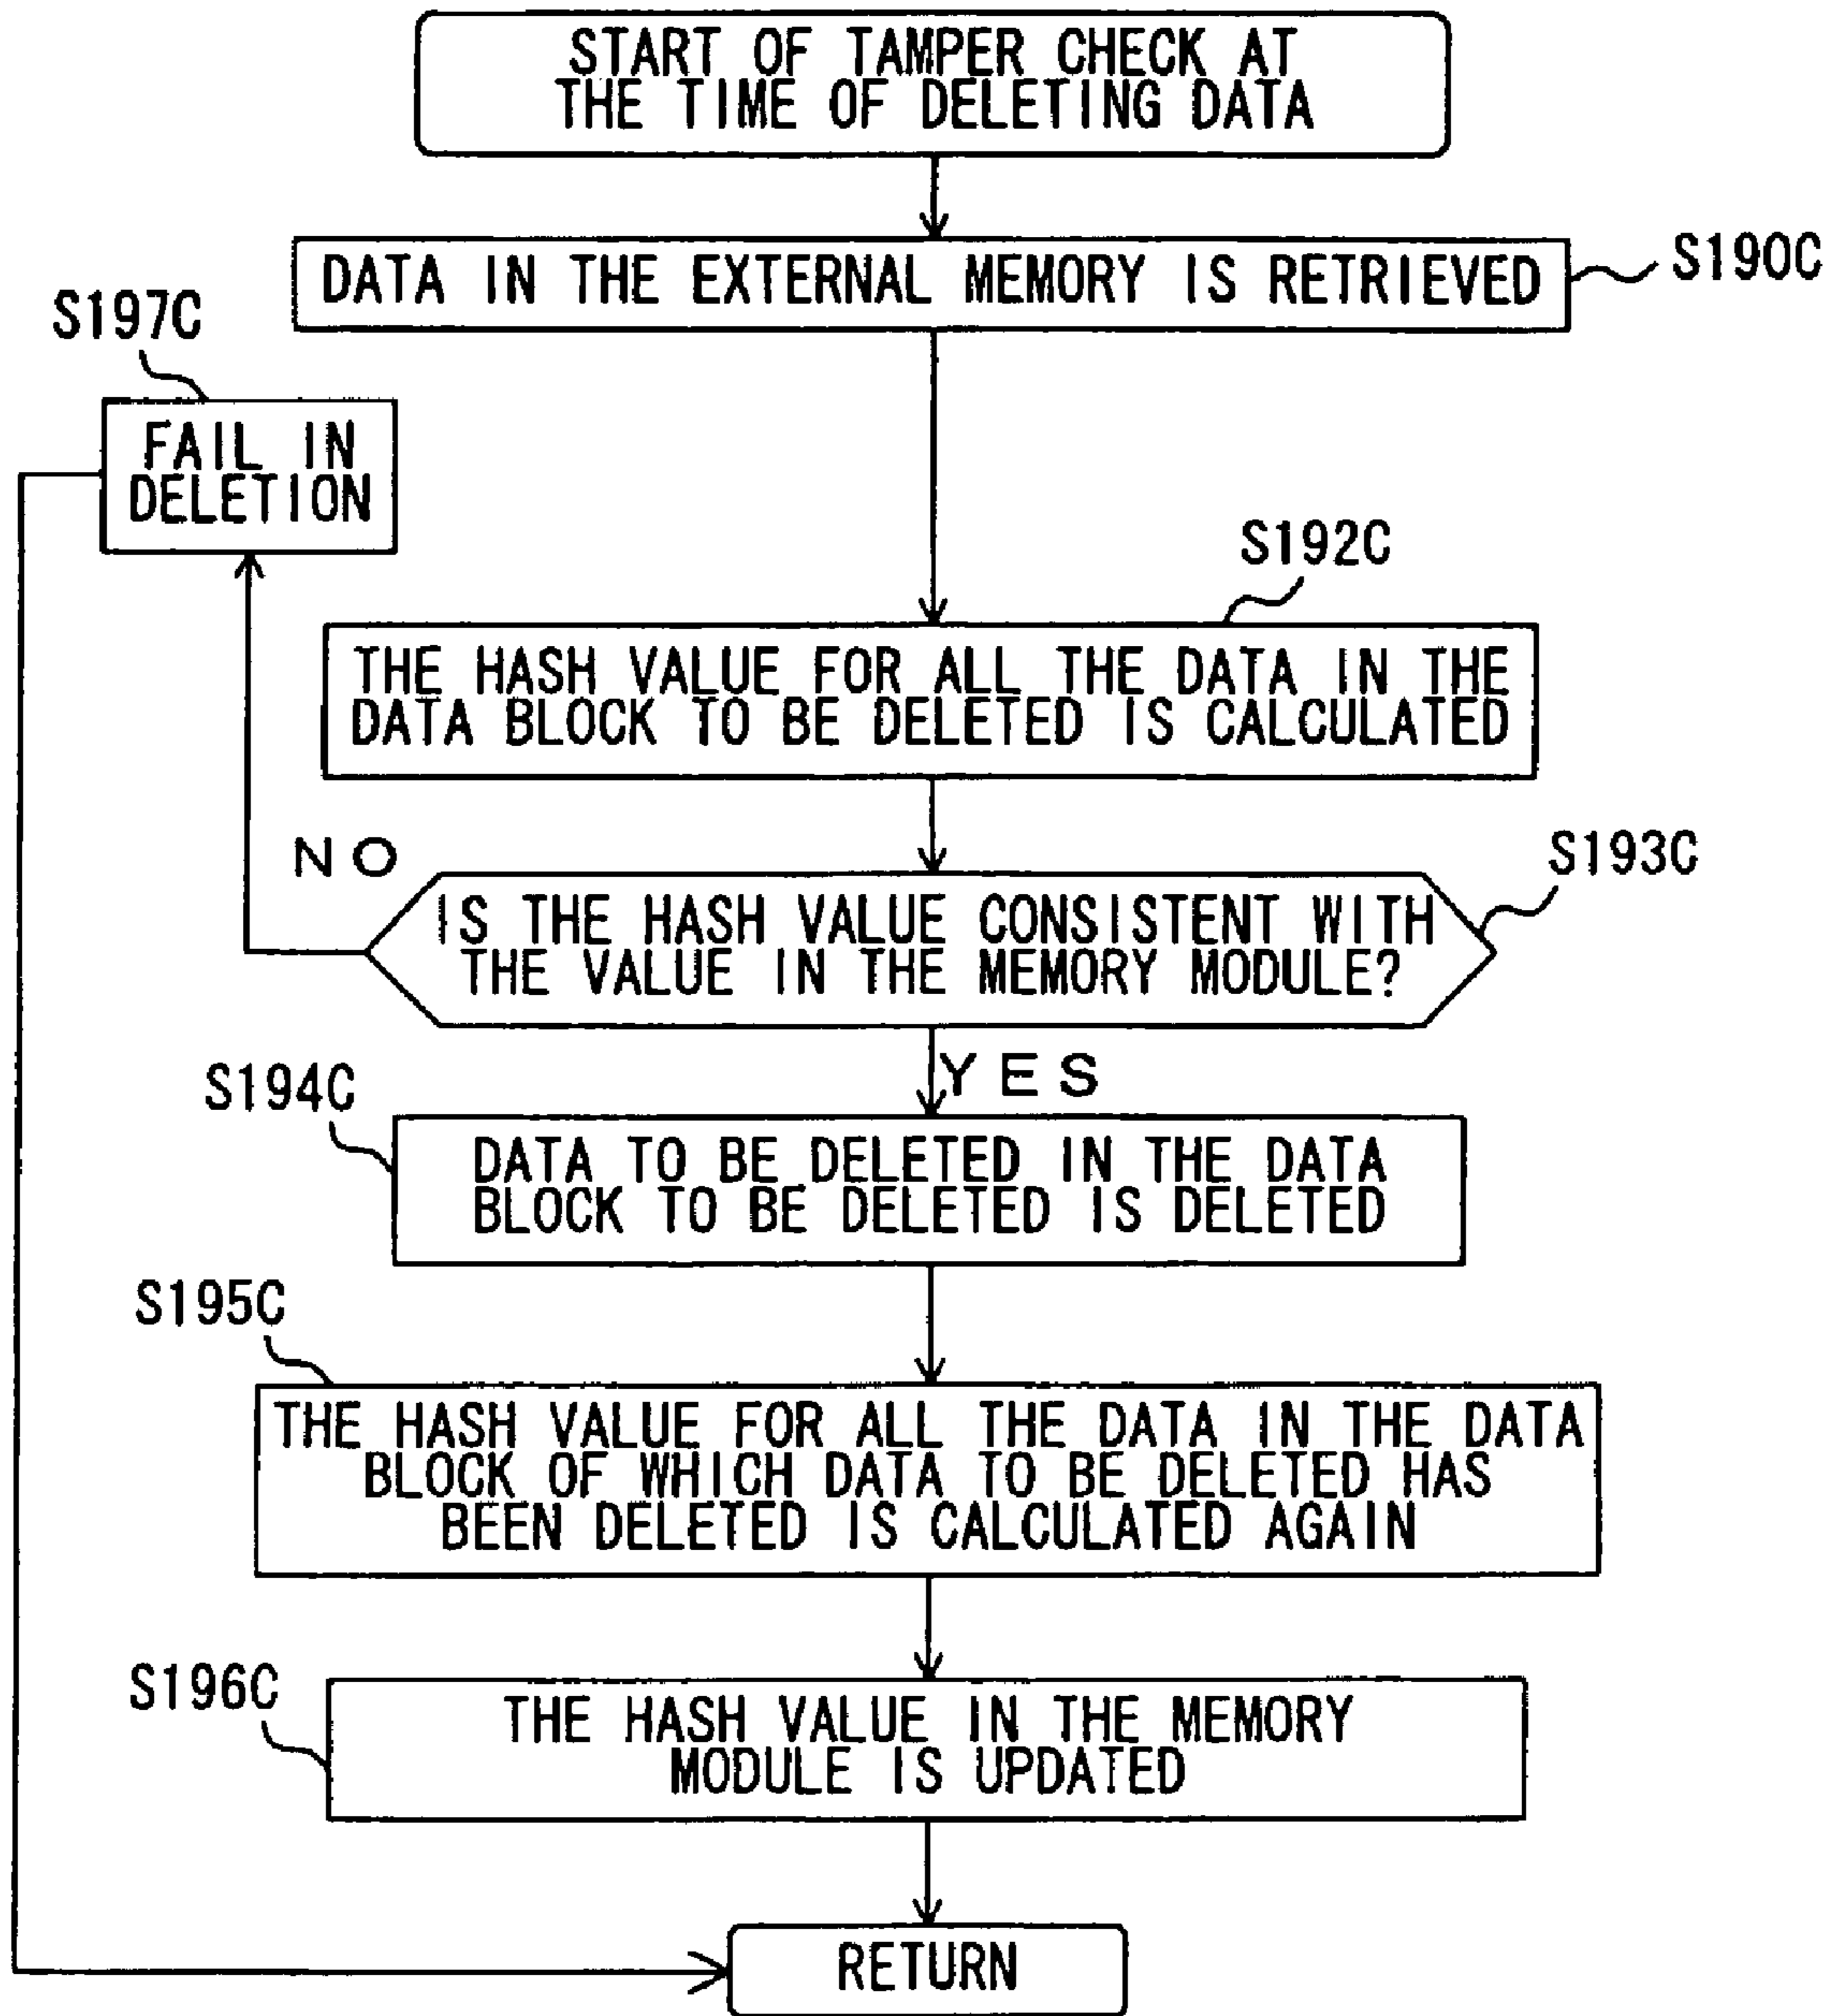 START OF TAMPER CHECK AT
THE TIME OF DELETING DATA
DATA IN THE EXTERNAL MEMORY IS RETRIEVED
S190C
S197C
FAIL IN
DELETION
S192C
THE HASH VALUE FOR ALL THE DATA IN THE
DATA BLOCK TO BE DELETED IS CALCULATED
NO
S193C
IS THE HASH VALUE CONSISTENT WITH
THE VALUE IN THE MEMORY MODULE?
YES
S194C
DATA TO BE DELETED IN THE DATA
BLOCK TO BE DELETED IS DELETED
S195C
THE HASH VALUE FOR ALL THE DATA IN THE DATA
BLOCK OF WHICH DATA TO BE DELETED HAS
BEEN DELETED IS CALCULATED AGAIN
S196C
THE HASH VALUE IN THE MEMORY
MODULE IS UPDATED
RETURN